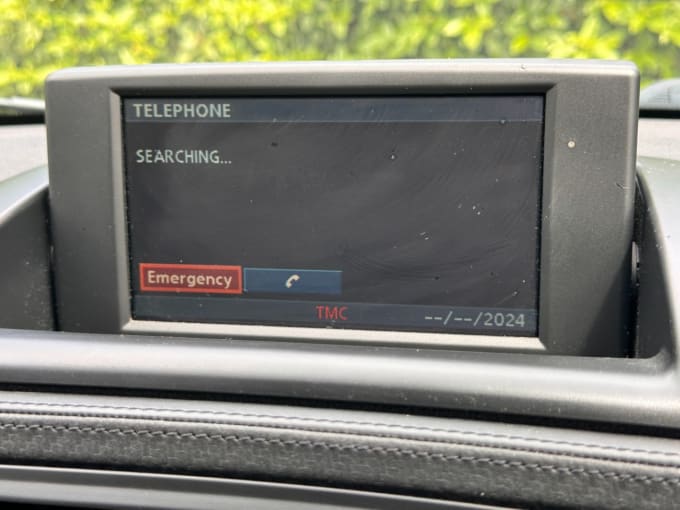 TELEPHONE
SEARCHING...
Emergency
TMC --/--/2024